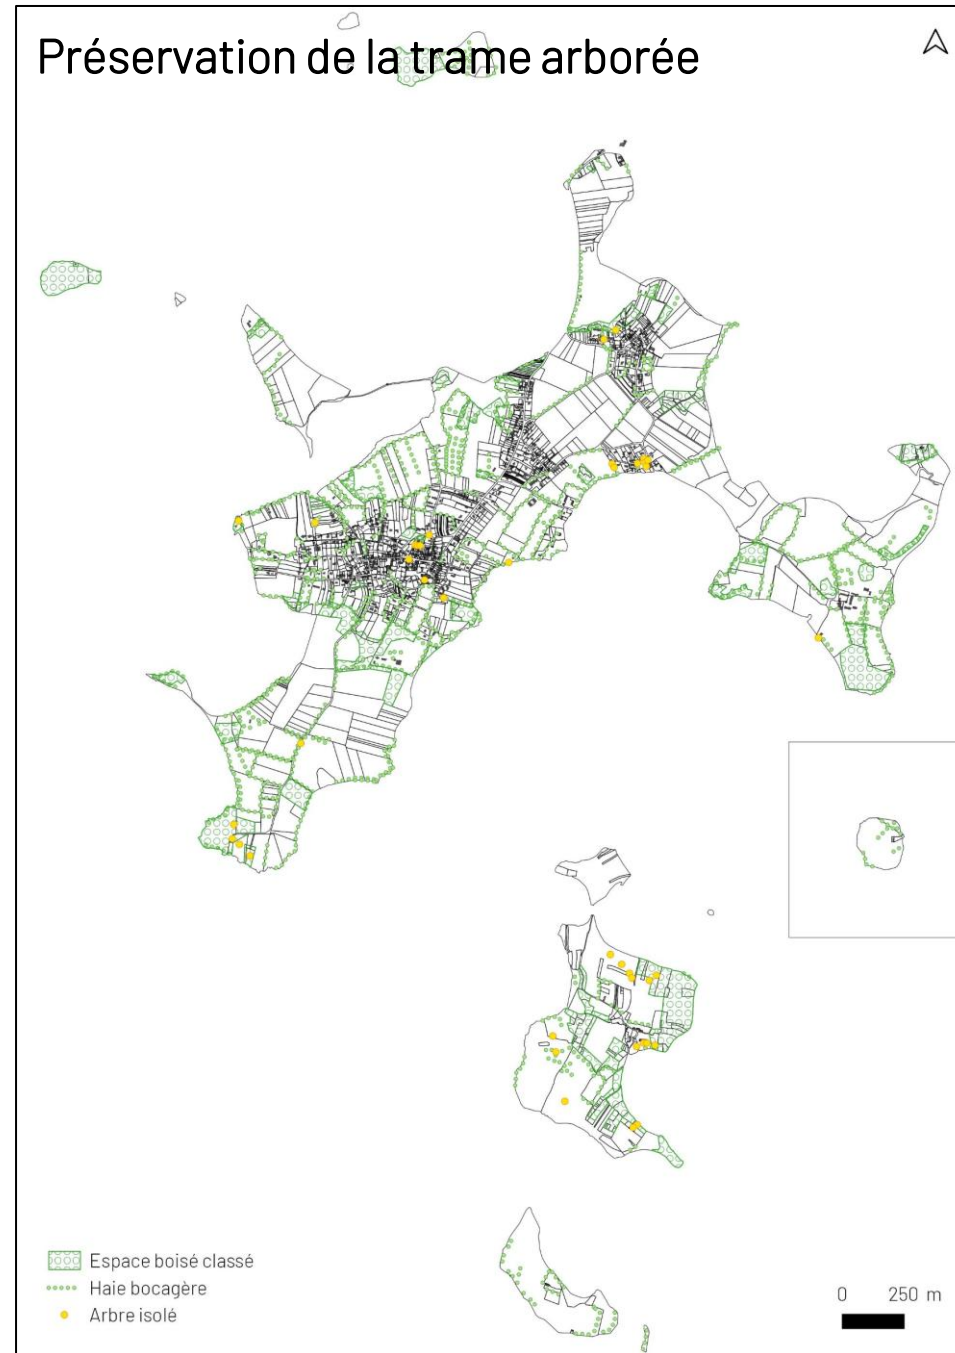 Préservation de la trame arborée
Espace boisé classé
Haie bocagère
Arbre isolé
0 250 m